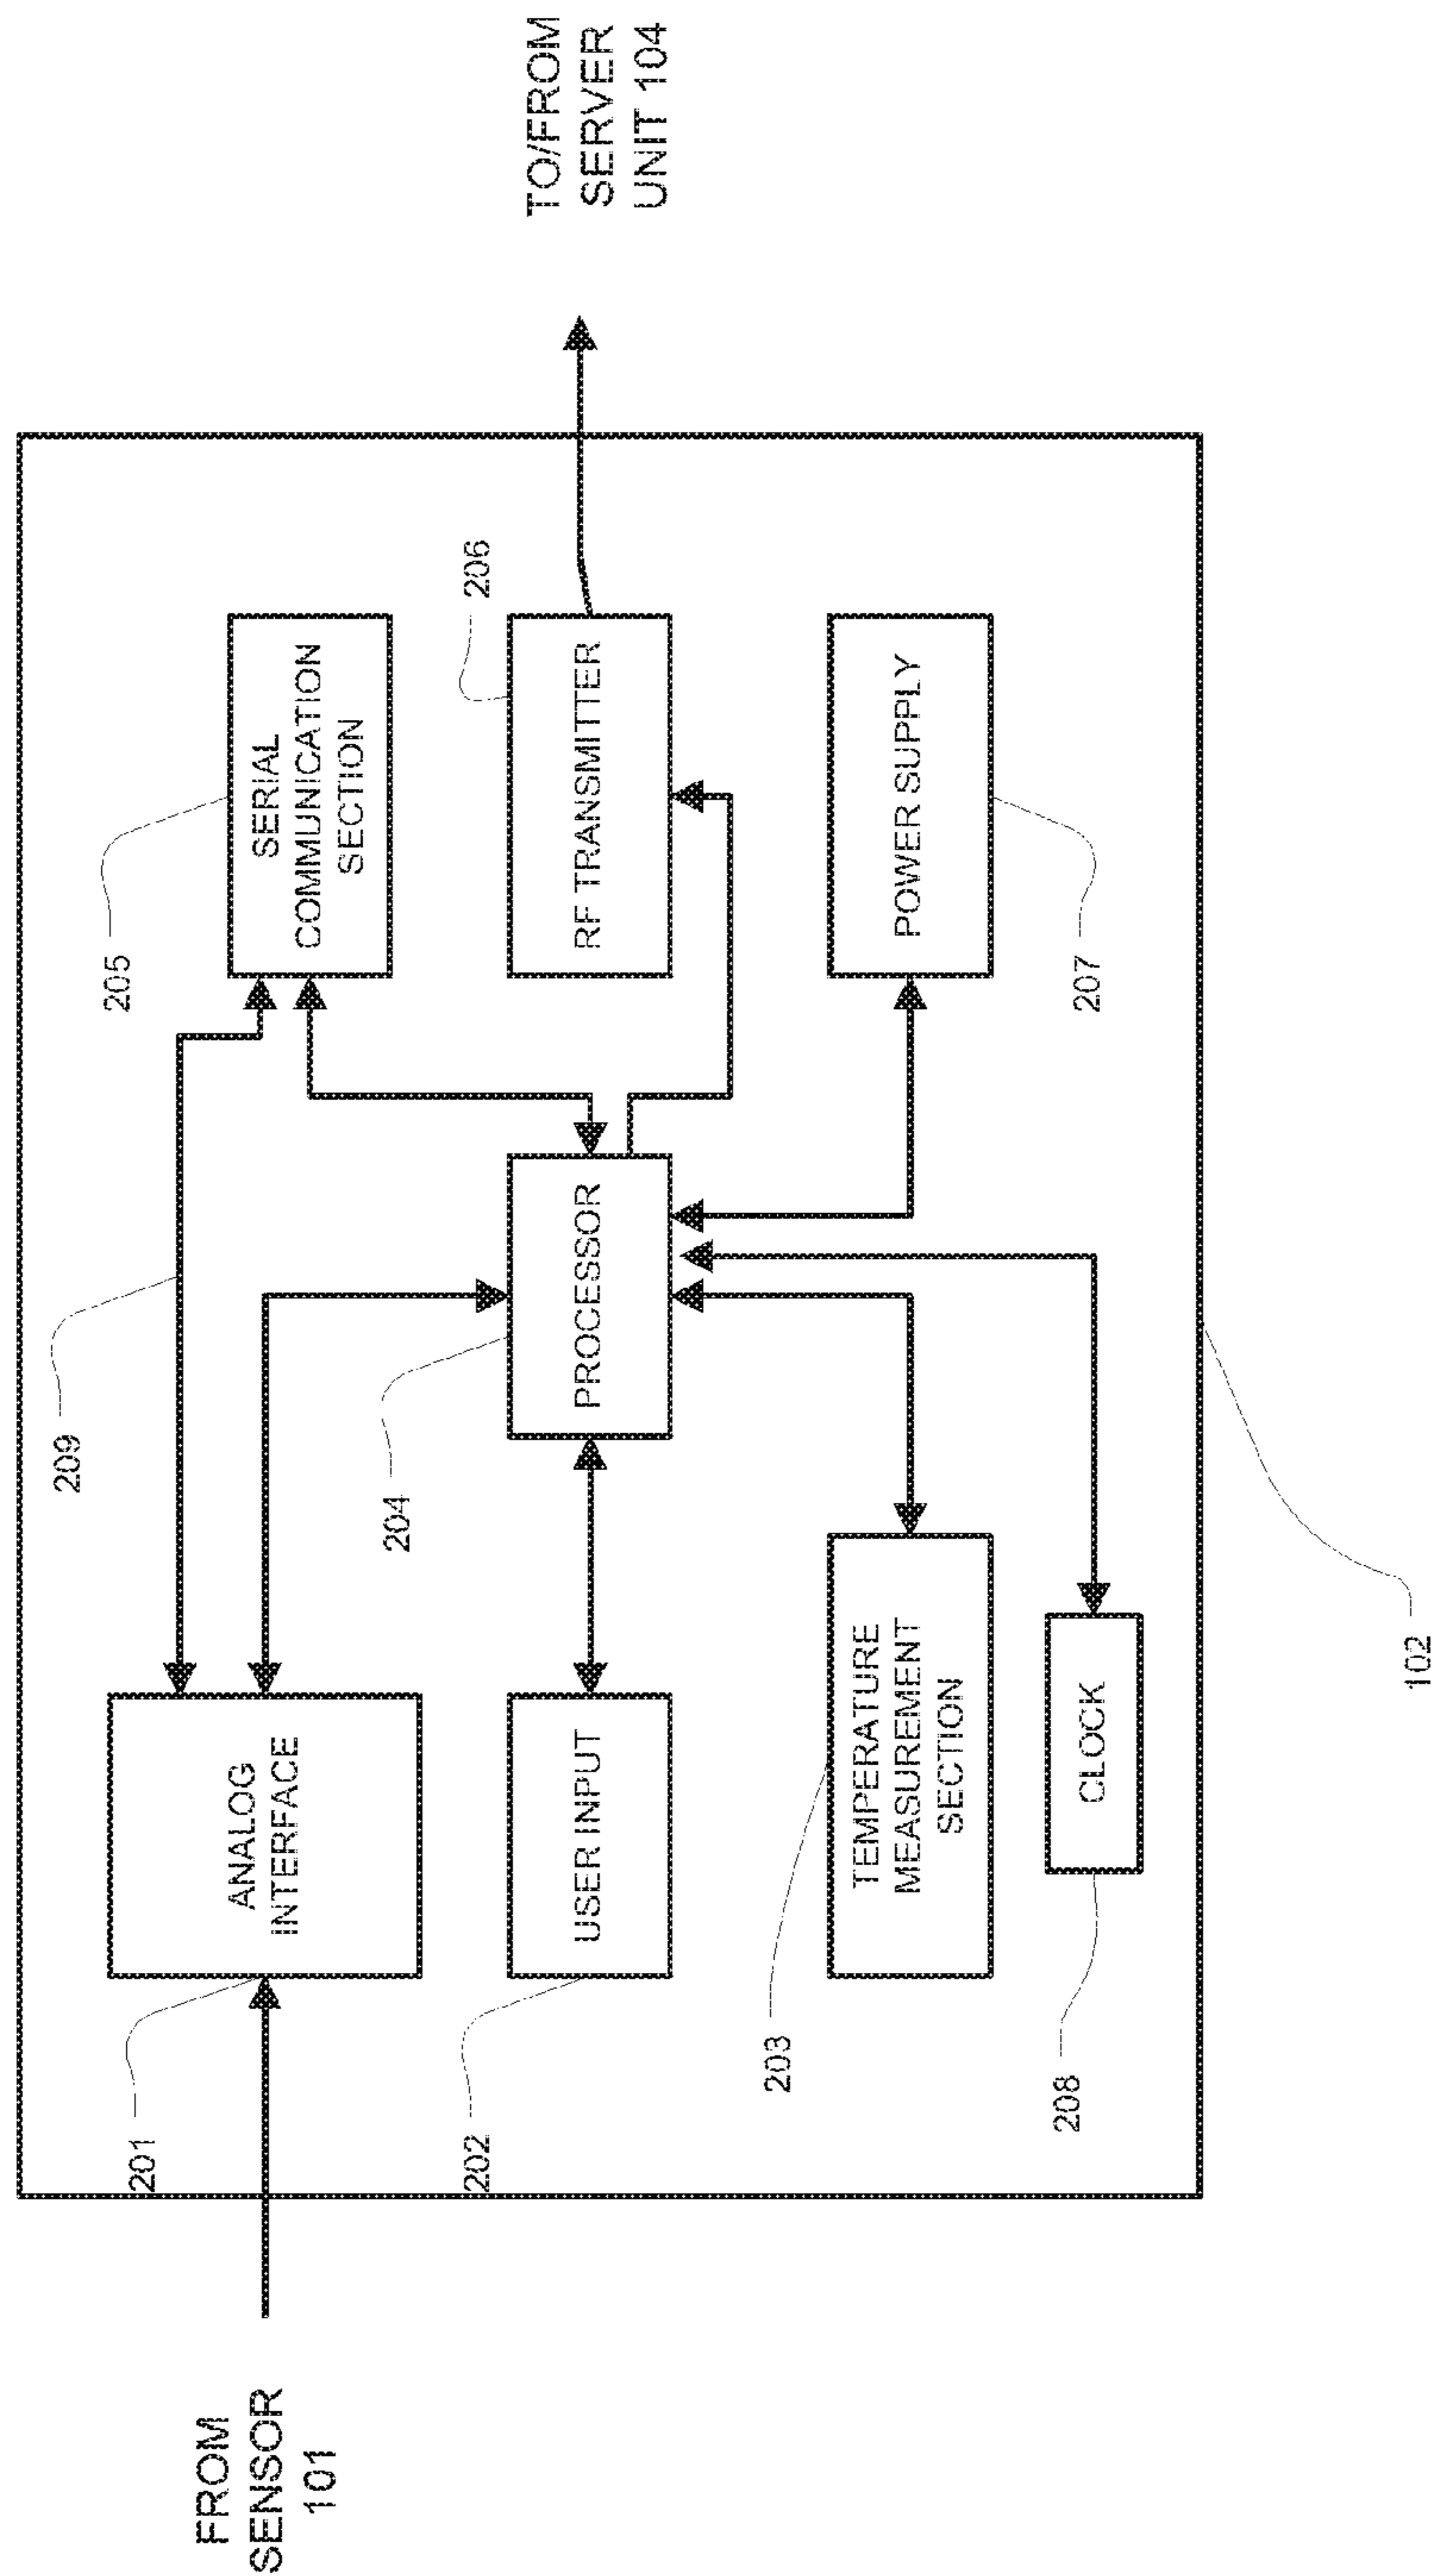 FROM
SENSOR
101
201
ANALOG
INTERFACE
209
205
SERIAL
COMMUNICATION
SECTION
202
USER INPUT
204
PROCESSOR
206
RF TRANSMITTER
TO/FROM
SERVER
UNIT 104
203
TEMPERATURE
MEASUREMENT
SECTION
207
POWER SUPPLY
208
CLOCK
102